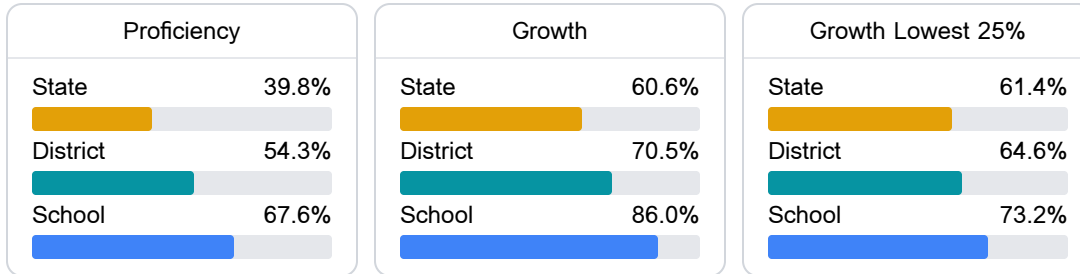 Proficiency
State 39.8%
District 54.3%
School 67.6%
Growth
State 60.6%
District 70.5%
School 86.0%
Growth Lowest 25%
State 61.4%
District 64.6%
School 73.2%